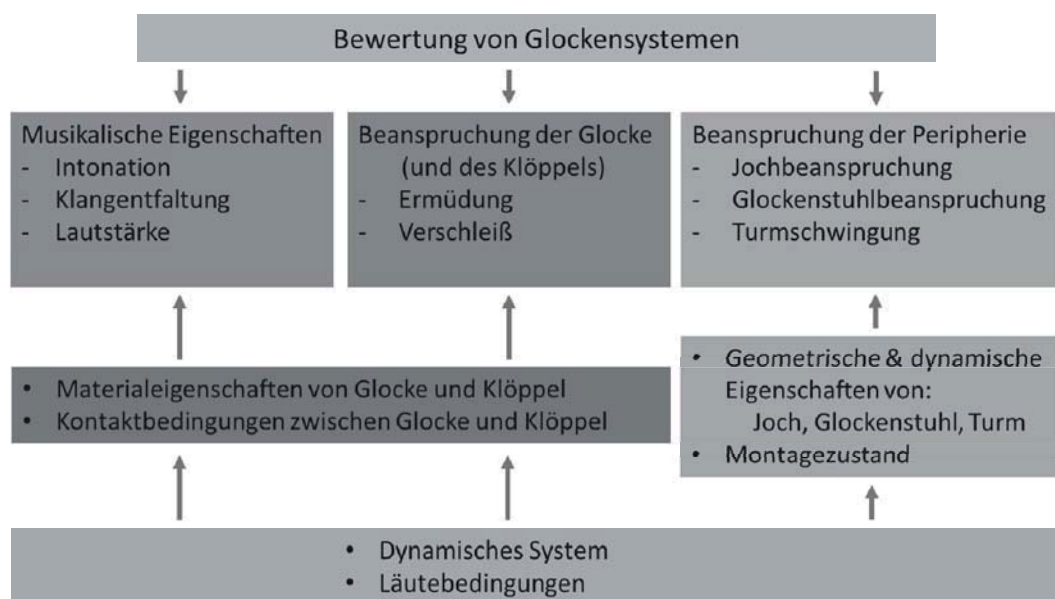 Bewertung von Glockensystemen
Musikalische Eigenschaften
- Intonation
- Klangentfaltung
- Lautstärke
Beanspruchung der Glocke
(und des Klöppels)
- Ermüdung
- Verschleiß
Beanspruchung der Peripherie
- Jochbeanspruchung
- Glockenstuhlbeanspruchung
- Turmschwingung
• Materialeigenschaften von Glocke und Klöppel
• Kontaktbedingungen zwischen Glocke und Klöppel
• Geometrische & dynamische
Eigenschaften von:
Joch, Glockenstuhl, Turm
• Montagezustand
• Dynamisches System
• Läutebedingungen